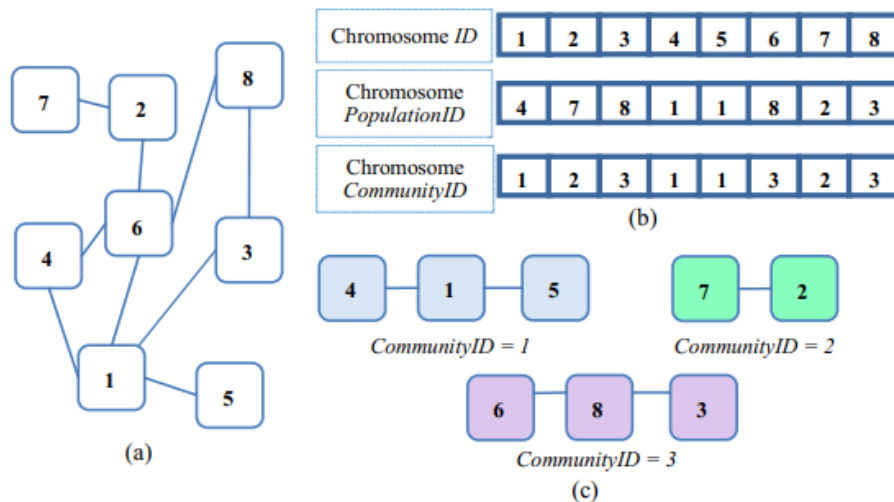 7
2
8
6
4
3
1
5
(a)
Chromosome ID
1 2 3 4 5 6 7 8
Chromosome
PopulationID
4 7 8 1 1 8 2 3
Chromosome
CommunityID
1 2 3 1 1 3 2 3
(b)
4 1 5
CommunityID = 1
7 2
CommunityID = 2
6 8 3
CommunityID = 3
(c)